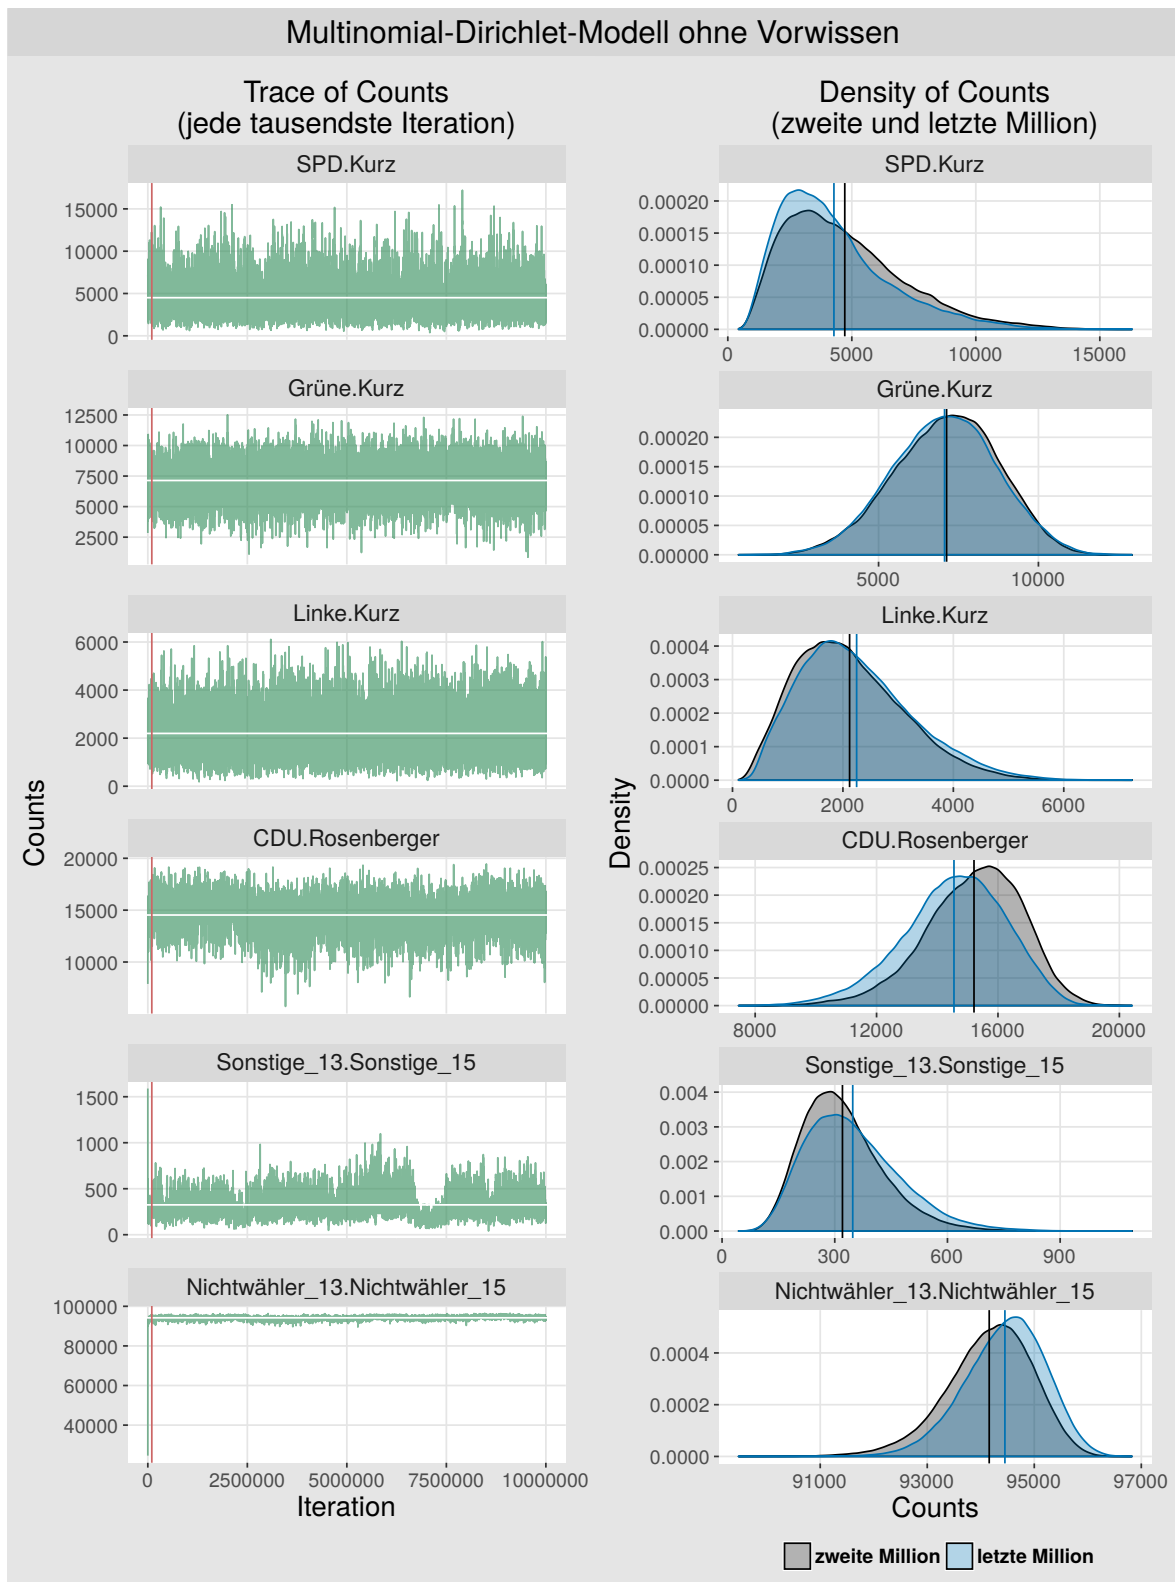 Multinomial-Dirichlet-Modell ohne Vorwissen
Trace of Counts
(jede tausendste Iteration)
Density of Counts
(zweite und letzte Million)
Counts
SPD.Kurz
15000
10000
5000
0
Grüne.Kurz
12500
10000
7500
5000
2500
Linke.Kurz
6000
4000
2000
0
CDU.Rosenberger
20000
15000
10000
Sonstige_13.Sonstige_15
1500
1000
500
0
Nichtwähler_13.Nichtwähler_15
100000
80000
60000
40000
0 2500000 5000000 7500000 10000000
Iteration
Density
SPD.Kurz
0.00020
0.00015
0.00010
0.00005
0.00000
0 5000 10000 15000
Grüne.Kurz
0.00020
0.00015
0.00010
0.00005
0.00000
5000 10000
Linke.Kurz
0.0004
0.0003
0.0002
0.0001
0.0000
0 2000 4000 6000
CDU.Rosenberger
0.00025
0.00020
0.00015
0.00010
0.00005
0.00000
8000 12000 16000 20000
Sonstige_13.Sonstige_15
0.004
0.003
0.002
0.001
0.000
0 300 600 900
Nichtwähler_13.Nichtwähler_15
0.0004
0.0002
0.0000
91000 93000 95000 97000
Counts
zweite Million letzte Million